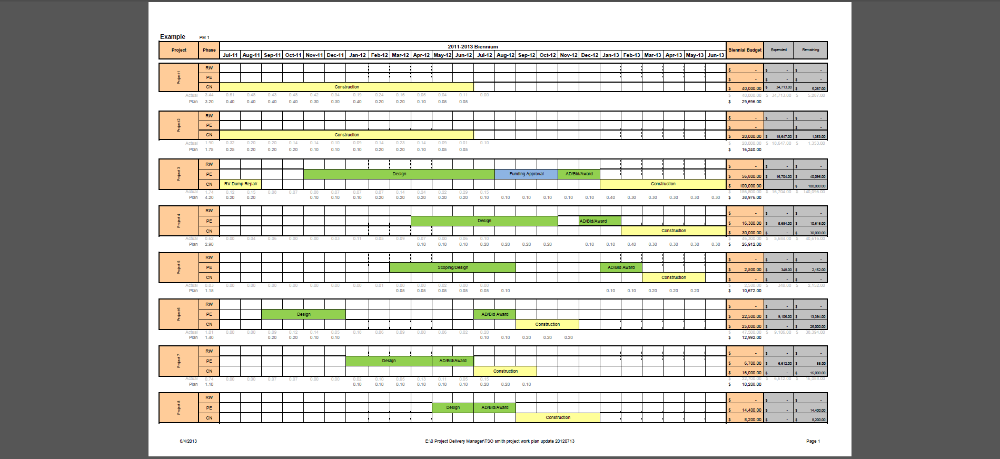 Example PM 1
Project Phase 2011-2013 Biennium Biennial Budget Expended Remaining
Jul-11 Aug-11 Sep-11 Oct-11 Nov-11 Dec-11 Jan-12 Feb-12 Mar-12 Apr-12 May-12 Jun-12 Jul-12 Aug-12 Sep-12 Oct-12 Nov-12 Dec-12 Jan-13 Feb-13 Mar-13 Apr-13 May-13 Jun-13
Project 1
RW $ - $ - $ -
PE $ - $ - $ -
CN Construction $ 40,000.00 $ 34,713.00 $ 5,287.00
Actual 3.44 0.51 0.48 0.43 0.48 0.42 0.34 0.19 0.24 0.16 0.05 0.04 0.11 0.00 $ 40,000.00 $ 34,713.00 $ 5,287.00
Plan 3.20 0.40 0.40 0.40 0.40 0.30 0.30 0.40 0.20 0.20 0.10 0.05 0.05 $ 29,696.00
Project 2
RW $ - $ - $ -
PE $ - $ -
CN Construction $ 20,000.00 $ 18,647.00 $ 1,353.00
Actual 1.90 0.32 0.20 0.20 0.14 0.14 0.10 0.09 0.14 0.23 0.14 0.09 0.01 0.10 $ 20,000.00 $ 18,647.00 $ 1,353.00
Plan 1.75 0.25 0.20 0.20 0.20 0.10 0.10 0.10 0.20 0.20 0.10 0.05 0.05 $ 16,240.00
Project 3
RW $ - $ - $ -
PE Design Funding Approval AD/Bid/Award $ 56,800.00 $ 16,704.00 $ 40,096.00
CN RV Dump Repair Construction $ 100,000.00 $ 100,000.00
Actual 1.74 0.12 0.15 0.08 0.07 0.08 0.07 0.07 0.07 0.14 0.24 0.22 0.29 0.15 $ 156,800.00 $ 16,704.00 $ 140,096.00
Plan 4.20 0.20 0.20 0.10 0.10 0.10 0.20 0.20 0.20 0.20 0.20 0.10 0.10 0.10 0.10 0.10 0.10 0.40 0.30 0.30 0.30 0.30 0.30 $ 38,976.00
Project 4
RW $ - $ - $ -
PE Design AD/Bid/Award $ 16,300.00 $ 5,684.00 $ 10,616.00
CN Construction $ 30,000.00 $ - $ 30,000.00
Actual 0.62 0.00 0.04 0.06 0.00 0.00 0.03 0.11 0.05 0.09 0.07 0.00 0.06 0.10 $ 46,300.00 $ 5,684.00 $ 40,616.00
Plan 2.90 0.10 0.10 0.10 0.20 0.20 0.20 0.20 0.10 0.10 0.40 0.30 0.30 0.30 0.30 $ 26,912.00
Project 5
RW $ - $ - $ -
PE Scoping/Design AD/Bid Award $ 2,500.00 $ 348.00 $ 2,152.00
CN Construction $ - $ - $ -
Actual 0.03 0.00 0.00 0.00 0.00 0.00 0.00 0.00 0.01 0.00 0.00 0.02 0.00 0.00 $ 2,500.00 $ 348.00 $ 2,152.00
Plan 1.15 0.05 0.05 0.05 0.05 0.05 0.10 0.10 0.10 0.20 0.20 0.20 $ 10,672.00
Project 6
RW $ - $ - $ -
PE Design AD/Bid Award $ 22,500.00 $ 9,106.00 $ 13,394.00
CN Construction $ 25,000.00 $ - $ 25,000.00
Actual 1.01 0.00 0.00 0.09 0.12 0.14 0.05 0.18 0.06 0.09 0.00 0.06 0.02 0.20 $ 47,500.00 $ 9,106.00 $ 38,394.00
Plan 1.40 0.20 0.20 0.10 0.10 0.10 0.10 0.20 0.20 0.20 $ 12,992.00
Project 7
RW $ - $ - $ -
PE Design AD/Bid/Award $ 6,700.00 $ 6,612.00 $ 88.00
CN Construction $ 16,000.00 $ - $ 16,000.00
Actual 0.74 0.00 0.00 0.07 0.07 0.00 0.00 0.02 0.10 0.05 0.13 0.11 0.05 0.15 $ 22,700.00 $ 6,612.00 $ 16,088.00
Plan 1.10 0.10 0.10 0.10 0.10 0.10 0.10 0.20 0.20 0.10 $ 10,208.00
Project 8
RW $ - $ - $ -
PE Design AD/Bid/Award $ 14,400.00 $ - $ 14,400.00
CN Construction $ 8,200.00 $ - $ 8,200.00
6/4/2013 E:\0 Project Delivery Manager\TSO smith project work plan update 20120713 Page 1